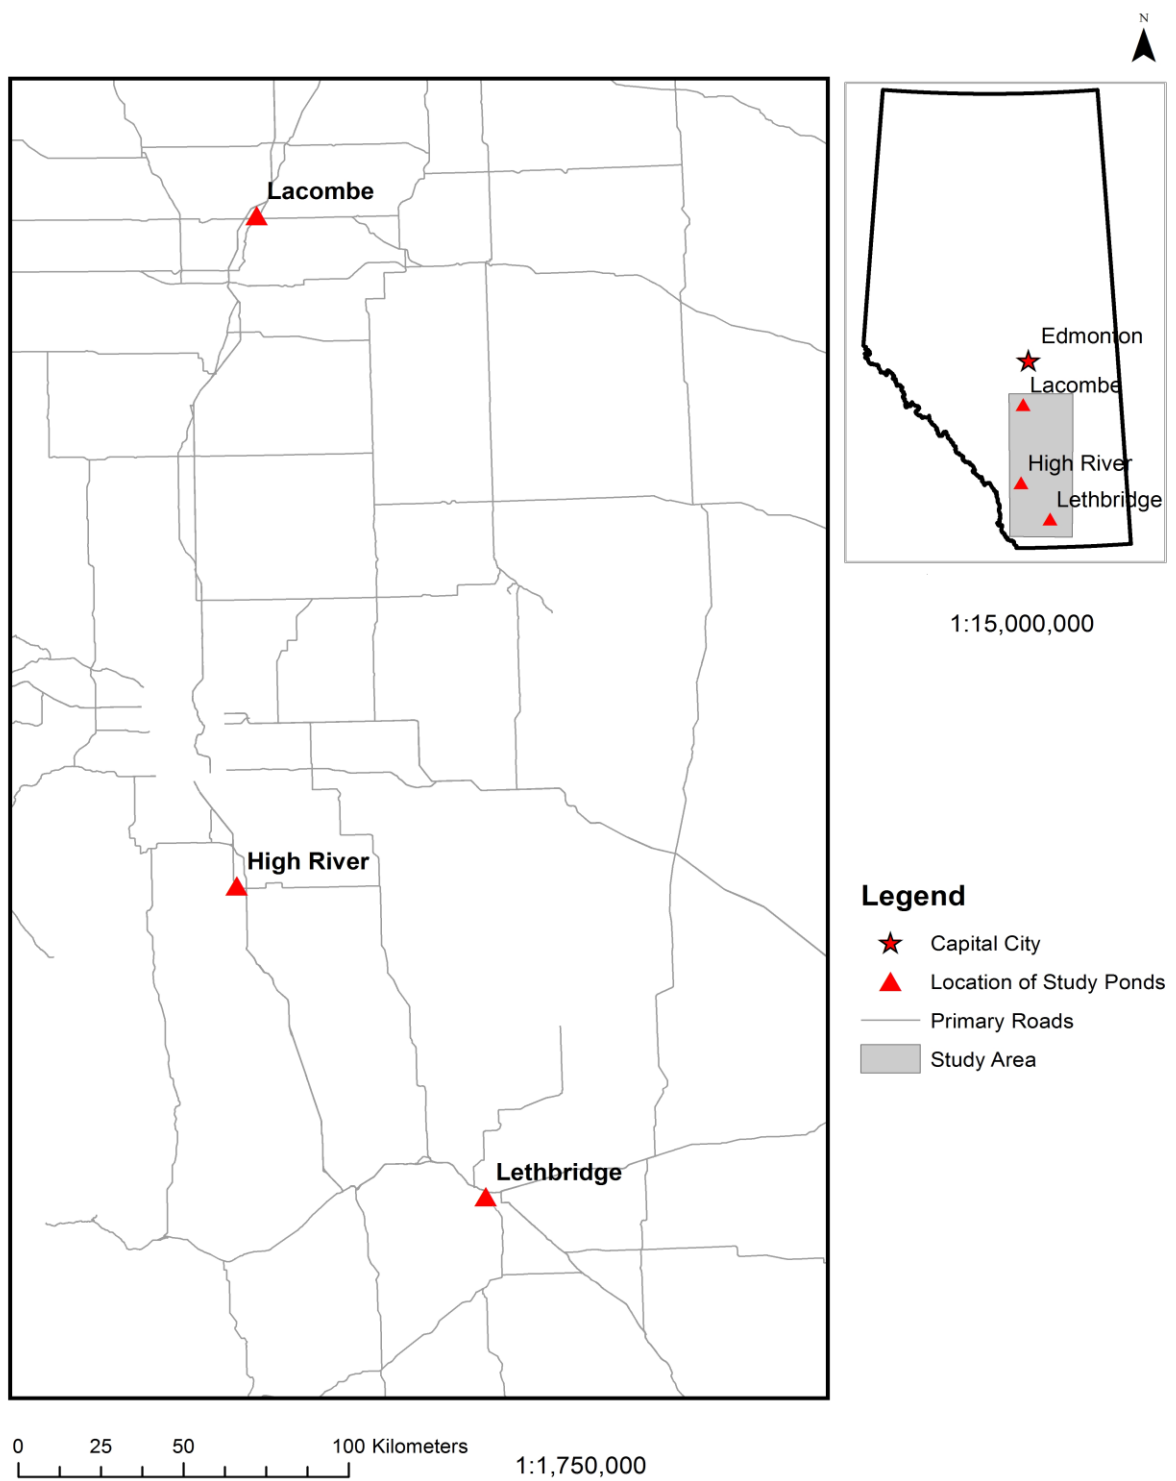 N
Lacombe
High River
Lethbridge
Edmonton
Lacombe
High River
Lethbridge
1:15,000,000
Legend
Capital City
Location of Study Ponds
Primary Roads
Study Area
0 25 50 100 Kilometers
1:1,750,000